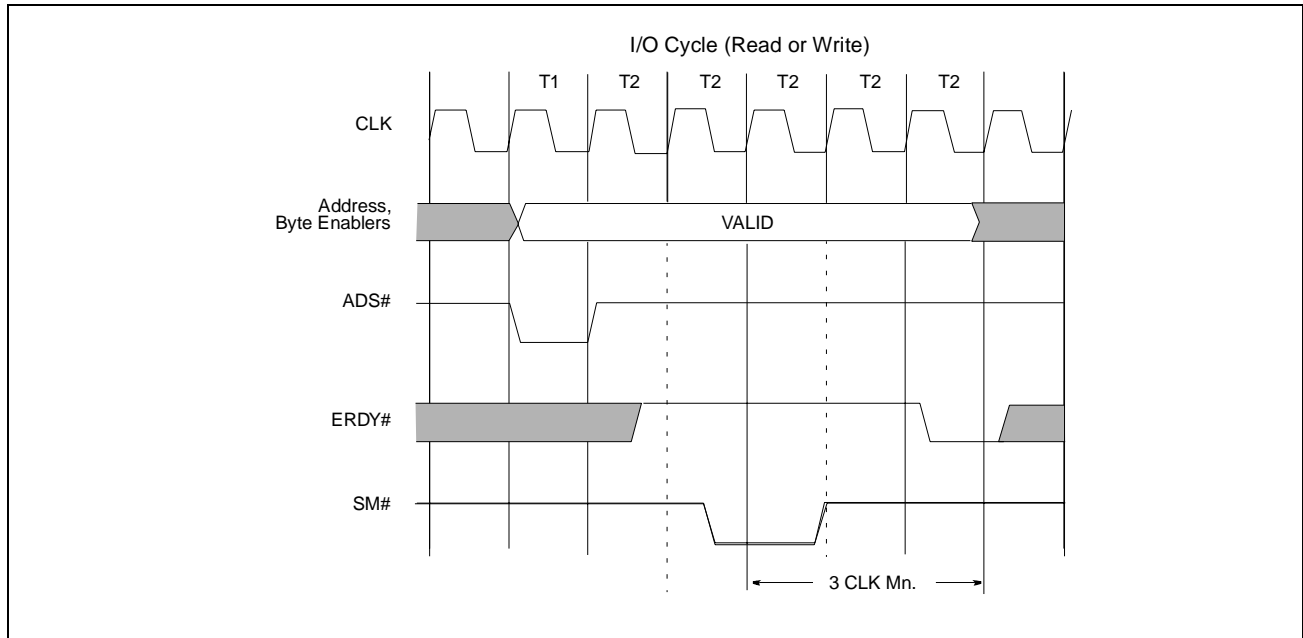 I/O Cycle (Read or Write)
T1 T2 T2 T2 T2 T2
CLK
Address,
Byte Enablers
VALID
ADS#
ERDY#
SM#
3 CLK Mn.